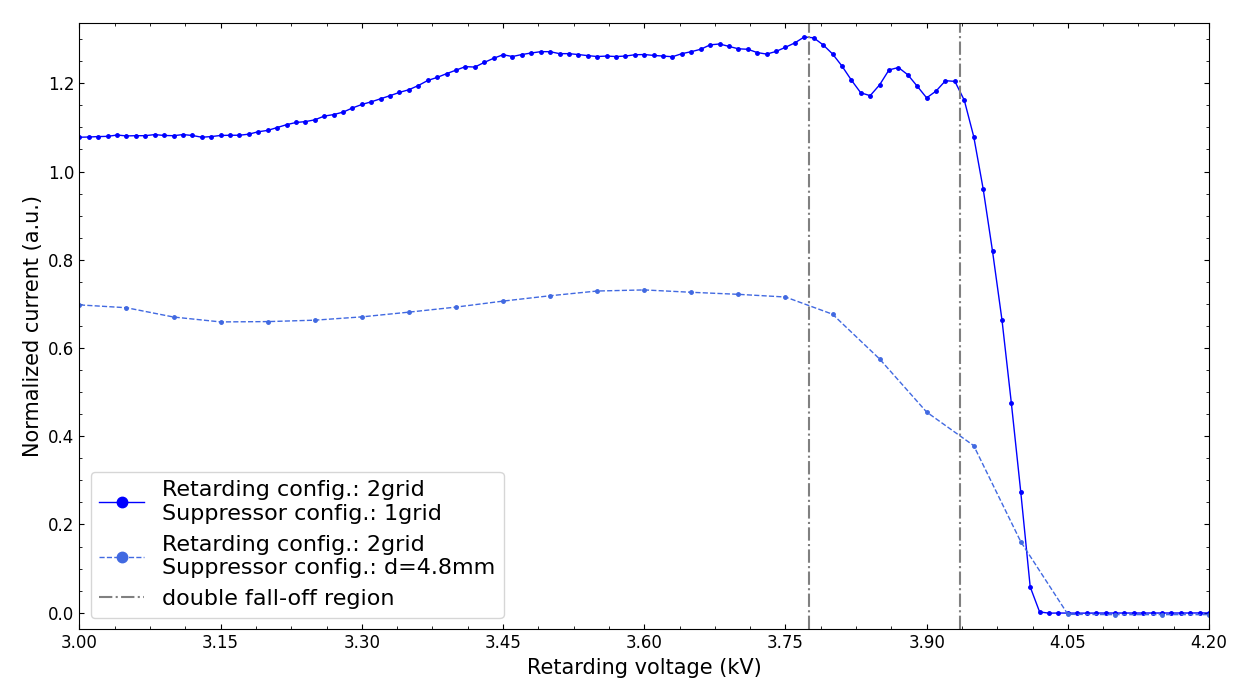 Normalized current (a.u.)
1.2
1.0
0.8
0.6
0.4
0.2
0.0
Retarding config.: 2grid
Suppressor config.: 1grid
Retarding config.: 2grid
Suppressor config.: d=4.8mm
double fall-off region
3.00 3.15 3.30 3.45 3.60 3.75 3.90 4.05 4.20
Retarding voltage (kV)